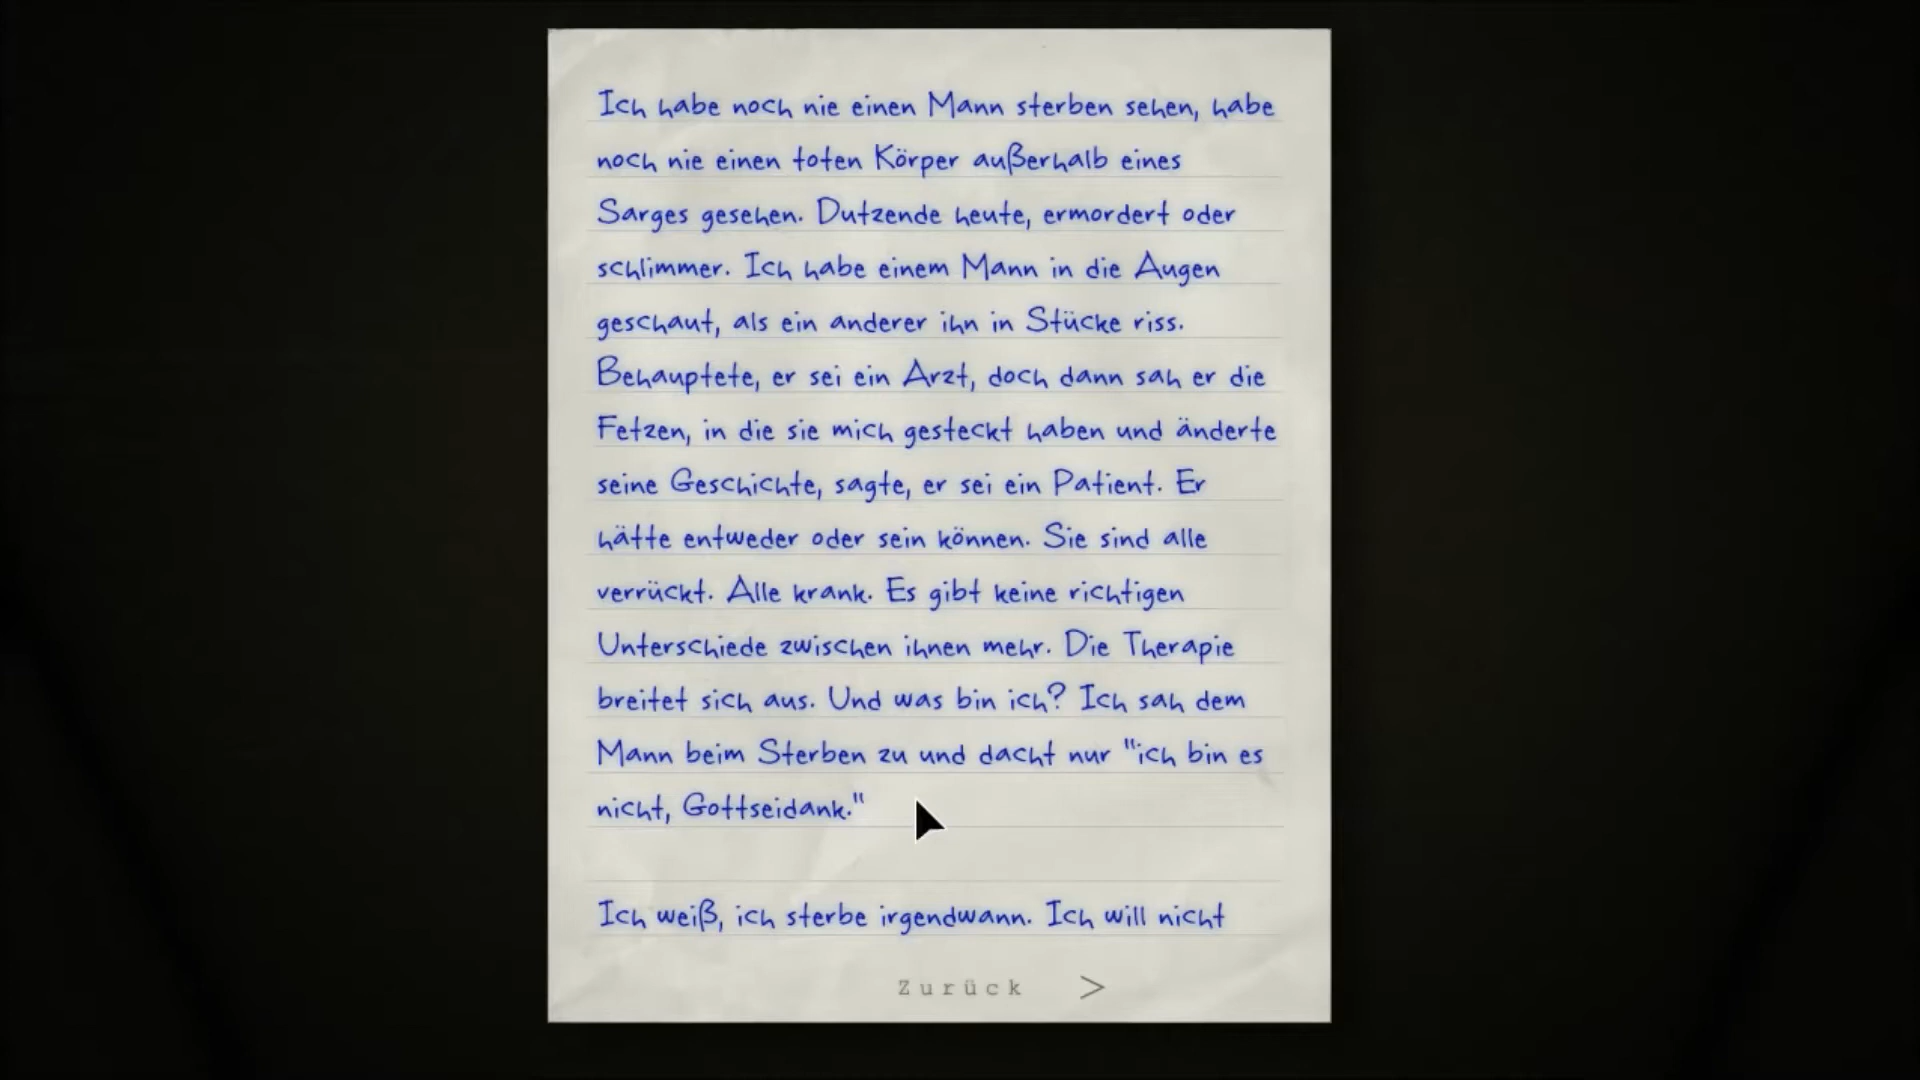 Ich habe noch nie einen Mann sterben sehen, habe
noch nie einen toten Körper außerhalb eines
Sarges gesehen. Dutzende heute, ermordert oder
schlimmer. Ich habe einem Mann in die Augen
geschaut, als ein anderer ihn in Stücke riss.
Behauptete, er sei ein Arzt, doch dann sah er die
Fetzen, in die sie mich gesteckt haben und änderte
seine Geschichte, sagte, er sei ein Patient. Er
hätte entweder oder sein können. Sie sind alle
verrückt. Alle krank. Es gibt keine richtigen
Unterschiede zwischen ihnen mehr. Die Therapie
breitet sich aus. Und was bin ich? Ich sah dem
Mann beim Sterben zu und dacht nur "ich bin es
nicht, Gottseidank."
Ich weiß, ich sterbe irgendwann. Ich will nicht
Zurück >